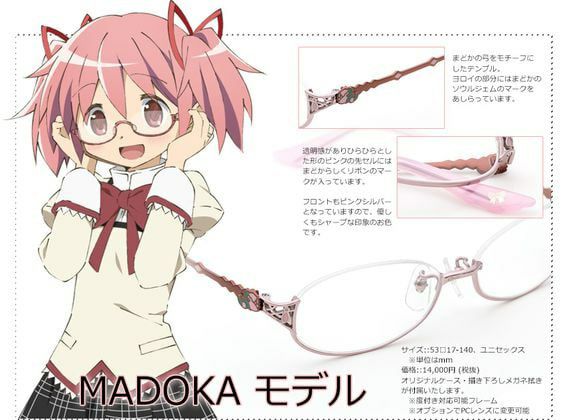 まどかの弓をモチーフに
したテンプル。
ヨロイの部分にはまどかの
ソウルジェムのマークを
あしらっています。
透明感がありひらひらとし
た形のピンクの先セルには
まどからしくリボンのマー
クが入っています。
フロントもピンクシルバー
となっていますので、優しく
もシャープな印象のお色
です。
サイズ::53□17-140、ユニセックス
※単位はmm
価格::14,000円 (税抜)
オリジナルケース・描き下ろしメガネ拭き
が付属いたします。
※度付き対応可能フレーム
※オプションでPCレンズに変更可能
MADOKA モデル